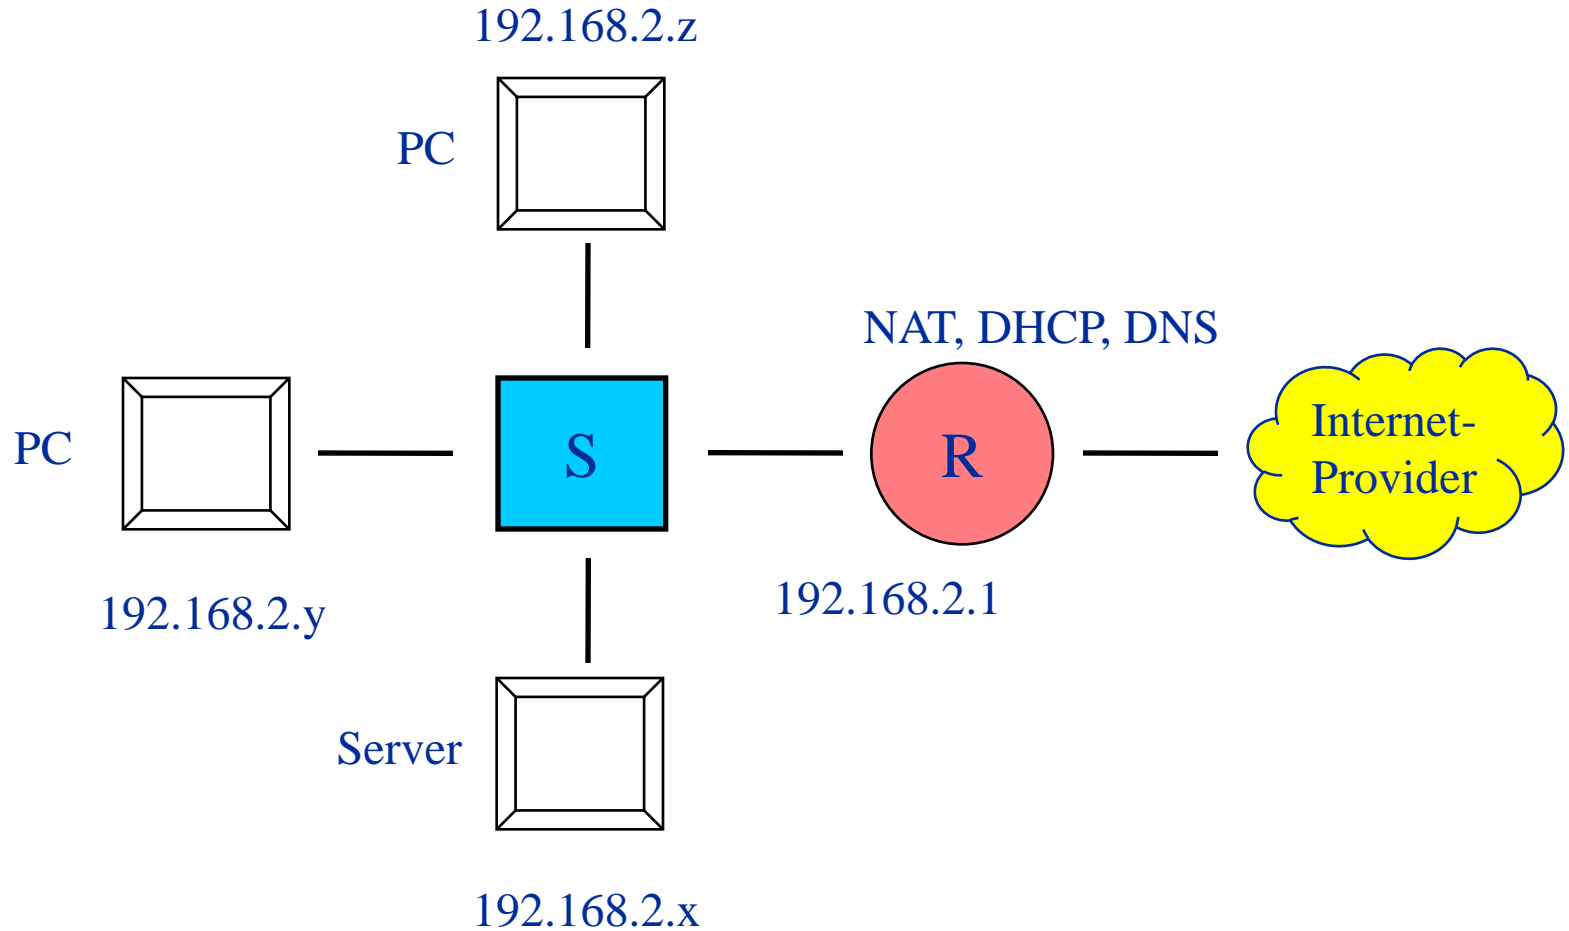 192.168.2.z
PC
NAT, DHCP, DNS
PC
S
R
Internet-
Provider
192.168.2.y
192.168.2.1
Server
192.168.2.x